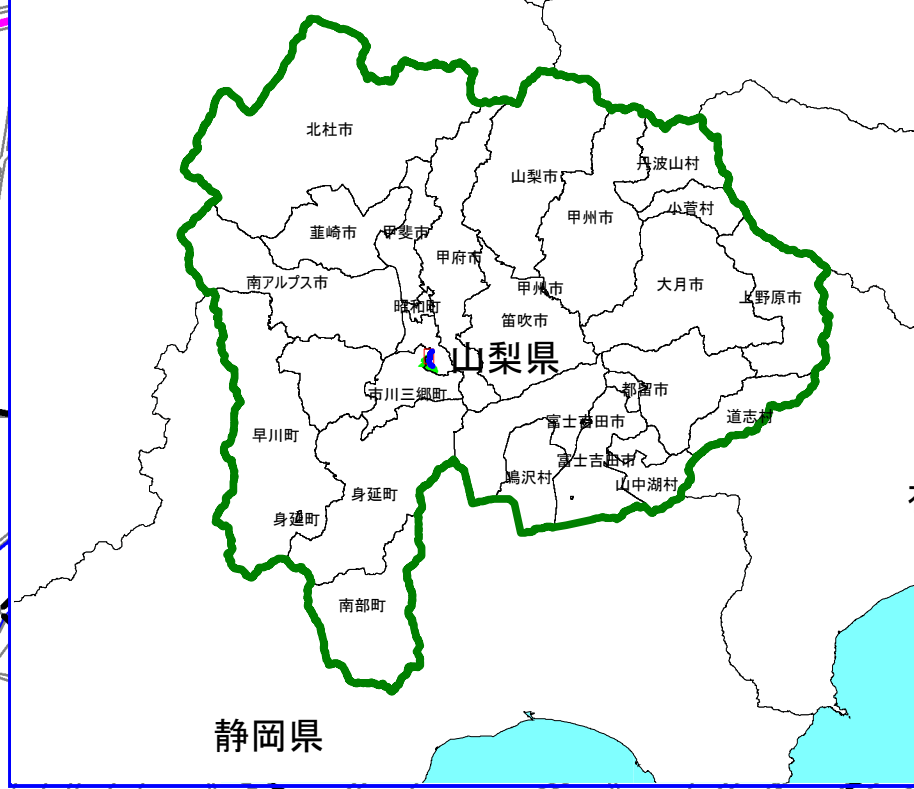 北杜市
丹波山村
山梨市
小菅村
甲州市
韮崎市
甲斐市
甲府市
南アルプス市
大月市
甲州市
上野原市
昭和町
笛吹市
山梨県
市川三郷町
都留市
道志村
富士吉田市
早川町
富士吉田市
鳴沢村
山中湖村
身延町
身延町
南部町
静岡県